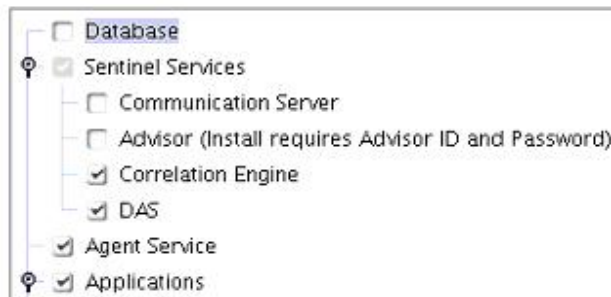 Database
Sentinel Services
Communication Server
Advisor (Install requires Advisor ID and Password)
Correlation Engine
DAS
Agent Service
Applications